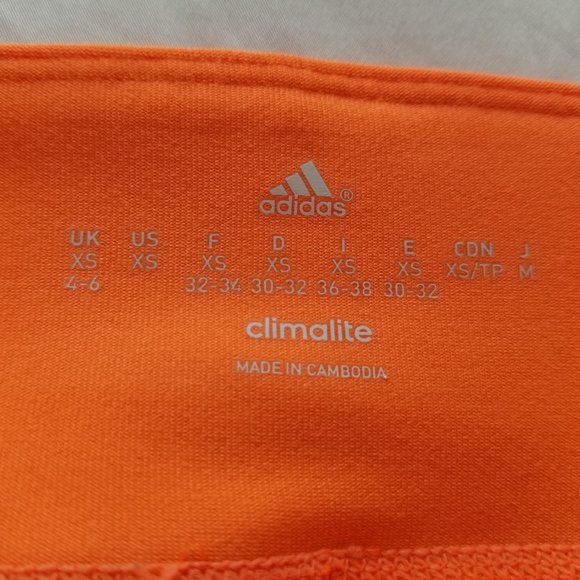 adidas®
UK US F D I E CDN J
XS XS XS XS XS XS XS/TP M
4-6 32-34 30-32 36-38 30-32
climalite
MADE IN CAMBODIA